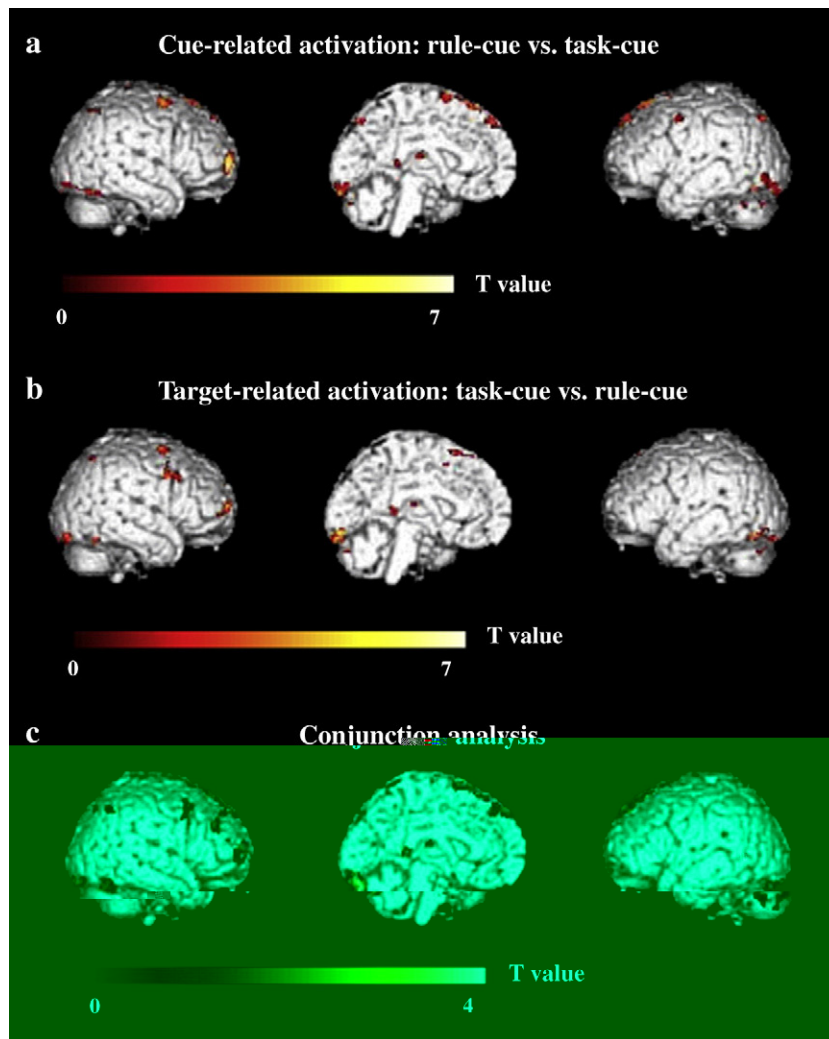 a
Cue-related activation: rule-cue vs. task-cue
T value
0
7
b
Target-related activation: task-cue vs. rule-cue
T value
0
7
c
Conjunction analysis
T value
0
4